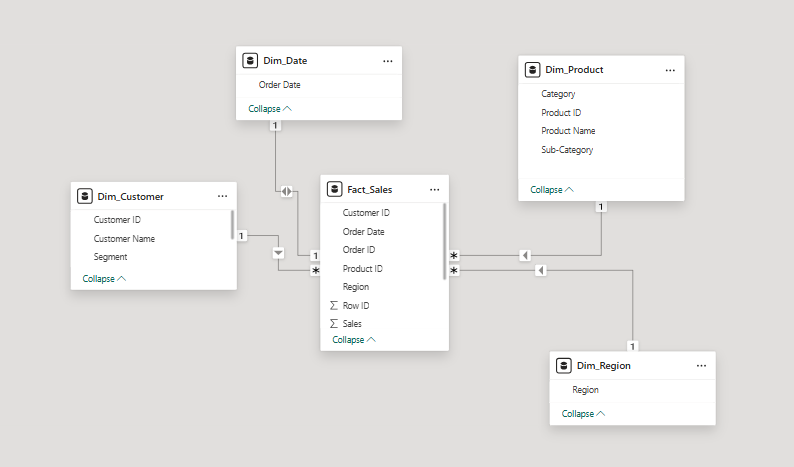 Dim_Date
Order Date
Collapse
1
Dim_Product
Category
Product ID
Product Name
Sub-Category
Collapse
1
Dim_Customer
Customer ID
Customer Name
Segment
Collapse
1
Fact_Sales
Customer ID
Order Date
Order ID
Product ID
Region
Σ Row ID
Σ Sales
Collapse
1
*
*
*
1
Dim_Region
Region
Collapse